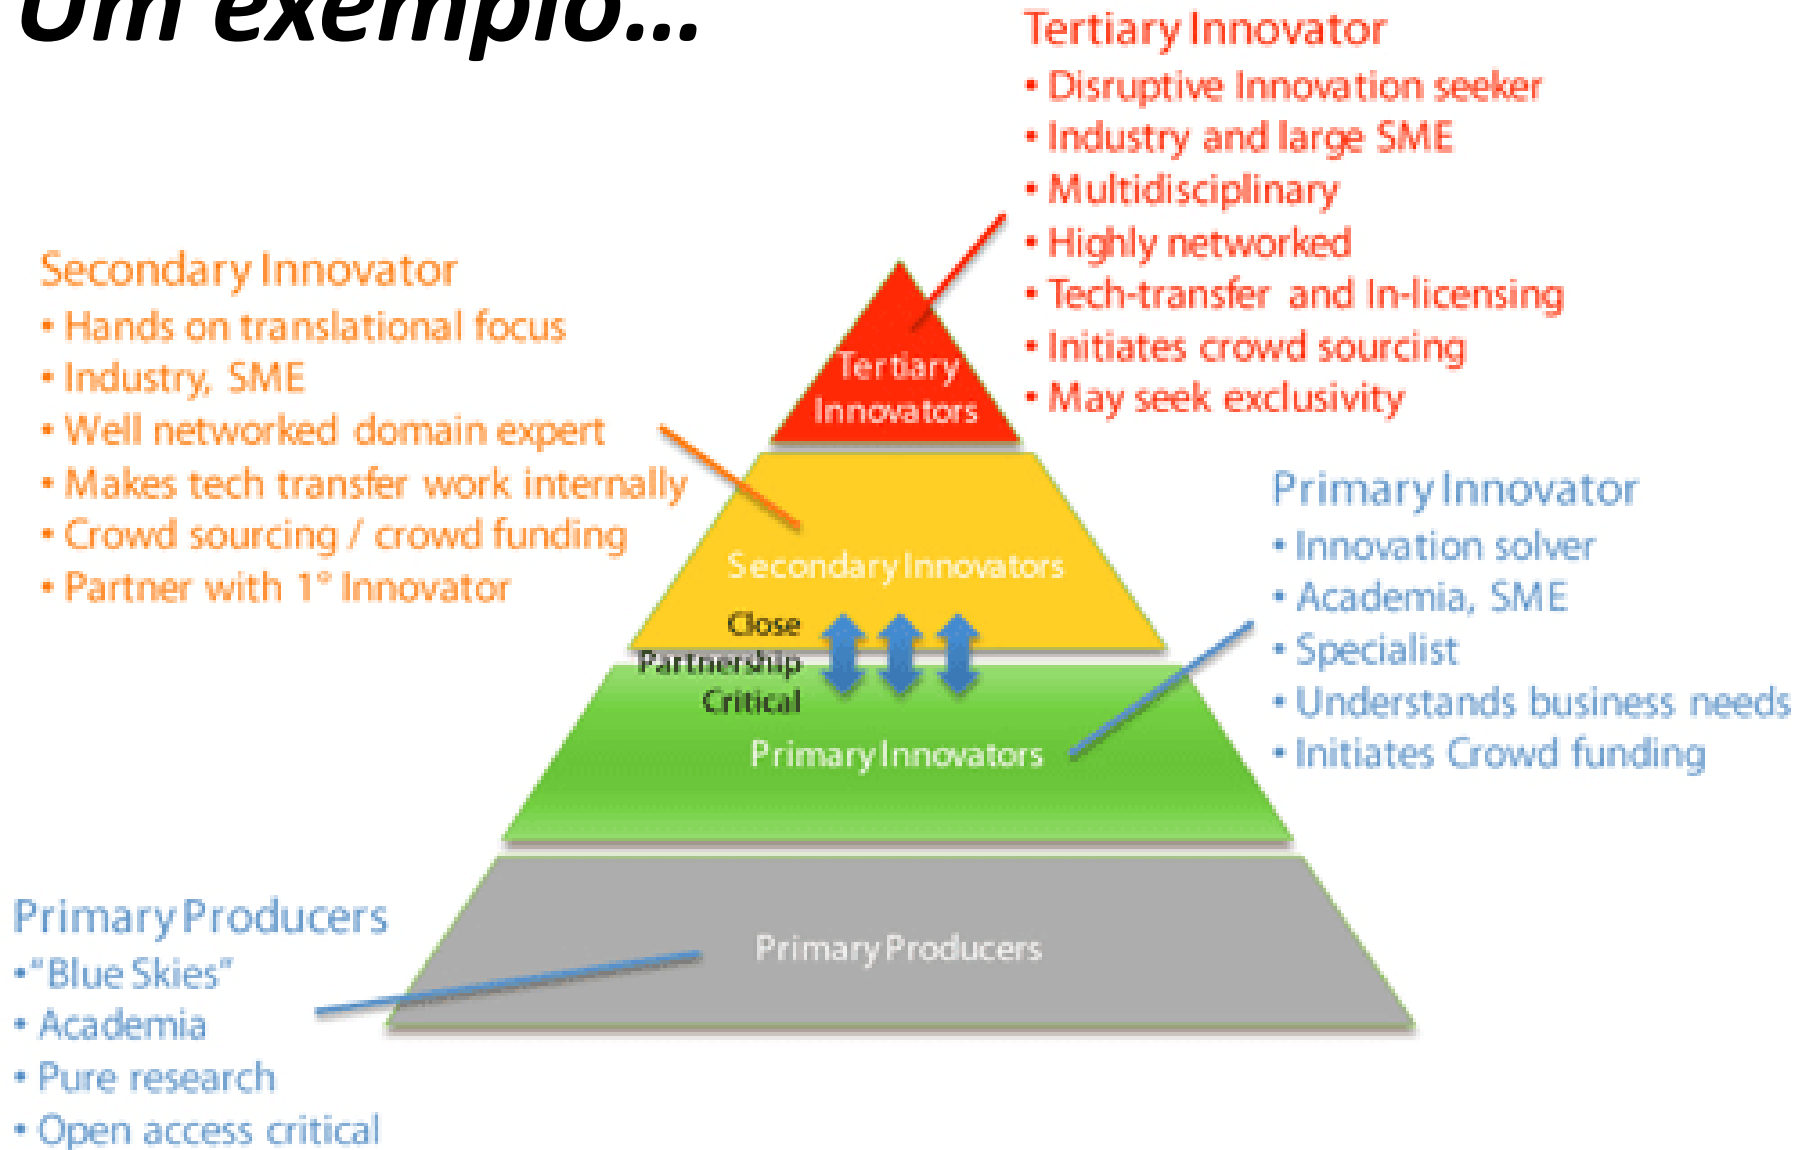 Um exemplo...
Tertiary Innovator
• Disruptive Innovation seeker
• Industry and large SME
• Multidisciplinary
• Highly networked
• Tech-transfer and In-licensing
• Initiates crowd sourcing
• May seek exclusivity
Secondary Innovator
• Hands on translational focus
• Industry, SME
• Well networked domain expert
• Makes tech transfer work internally
• Crowd sourcing / crowd funding
• Partner with 1° Innovator
Tertiary
Innovators
Secondary Innovators
Close
Partnership
Critical
Primary Innovators
Primary Innovator
• Innovation solver
• Academia, SME
• Specialist
• Understands business needs
• Initiates Crowd funding
Primary Producers
Primary Producers
•“Blue Skies”
• Academia
• Pure research
• Open access critical